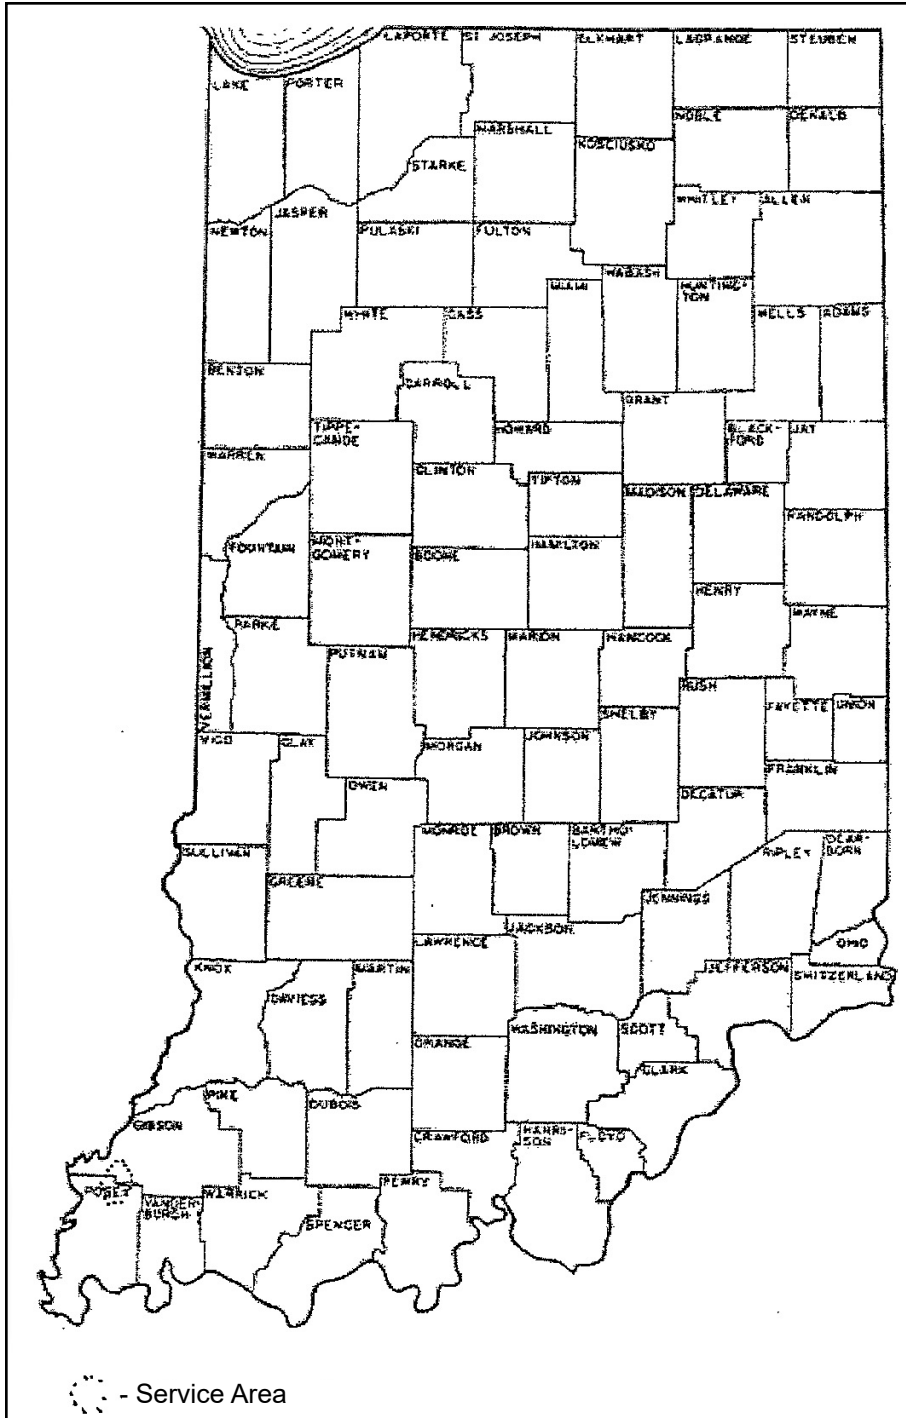 LAPORTE
ST JOSEPH
ELKHART
LAGRANGE
STEUBEN
LAKE
PORTER
NOBLE
DEKALB
MARSHALL
KOSCIUSKO
STARKE
WHITLEY
ALLEN
JASPER
NEWTON
PULASKI
FULTON
WABASH
MIAMI
HUNTING-
TON
WHITE
CASS
WELLS
ADAMS
BENTON
CARROLL
GRANT
TIPPE-
CANOE
HOWARD
BLACK-
FORD
JAY
WARREN
CLINTON
TIPTON
MADISON
DELAWARE
RANDOLPH
FOUNTAIN
MONT-
GOMERY
BOONE
HAMILTON
HENRY
WAYNE
PARKE
HENDRICKS
MARION
HANCOCK
PUTNAM
VERMILLION
RUSH
FAYETTE
UNION
SHELBY
VIGO
CLAY
MORGAN
JOHNSON
FRANKLIN
OWEN
DECATUR
MONROE
BROWN
BARTHO-
LOMEW
DEAR-
BORN
RIPLEY
SULLIVAN
GREENE
JENNINGS
JACKSON
LAWRENCE
OHIO
KNOX
MARTIN
JEFFERSON
SWITZERLAND
DAVIESS
WASHINGTON
SCOTT
ORANGE
CLARK
PIKE
DUBOIS
GIBSON
CRAWFORD
HARRI-
SON
FLOYD
POSEY
VANDER-
BURGH
WARRICK
PERRY
SPENCER
- Service Area